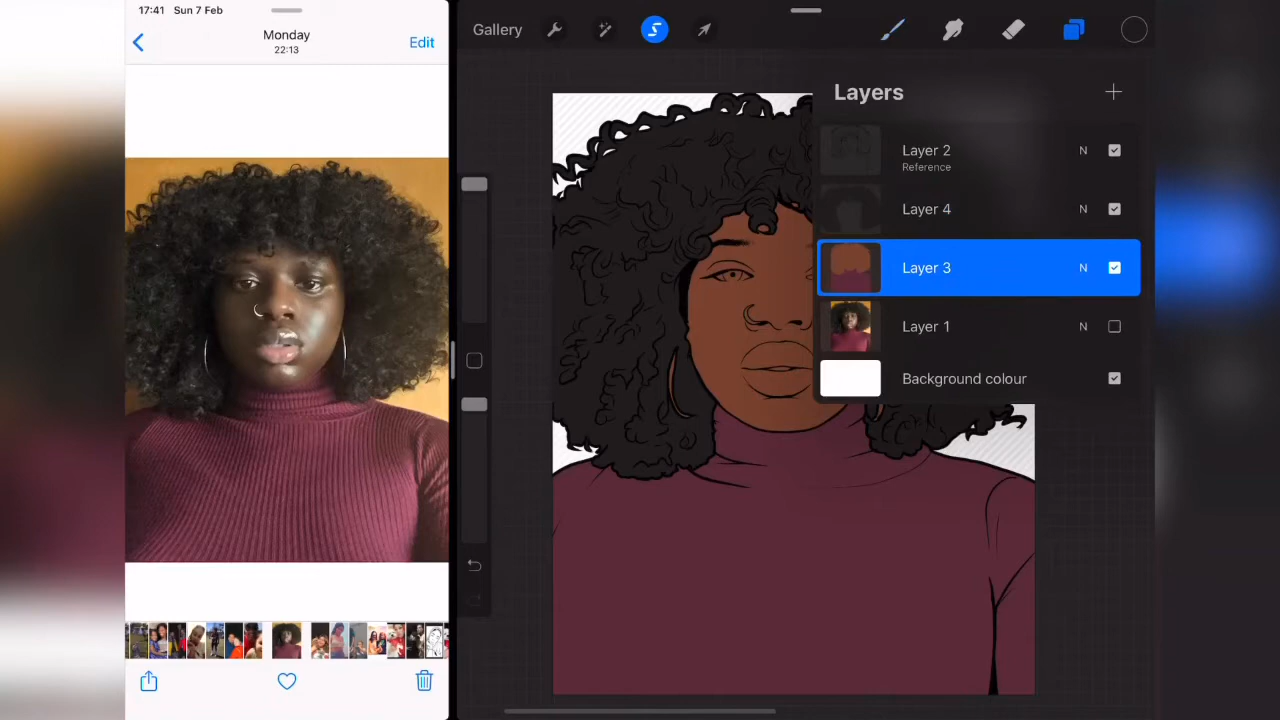 17:41 Sun 7 Feb
Monday
22:13
Edit
Gallery
Layers
Layer 2 N
Reference
Layer 4 N
Layer 3 N
Layer 1 N
Background colour